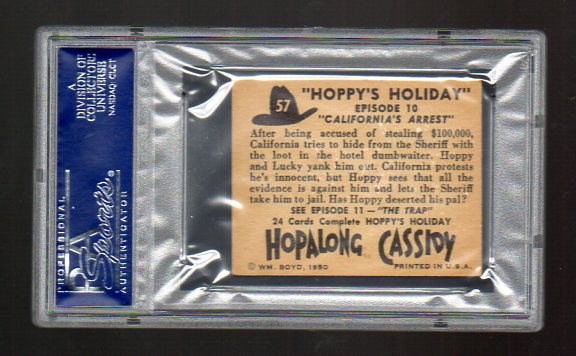 A
DIVISION OF
COLLECTORS
UNIVERSE
NASDAQ: CLCT
PSA
Sports
PROFESSIONAL
AUTHENTICATOR
57
"HOPPY'S HOLIDAY"
EPISODE 10
"CALIFORNIA'S ARREST"
After being accused of stealing $100,000,
California tries to hide from the Sheriff with
the loot in the hotel dumbwaiter. Hoppy
and Lucky yank him out. California protests
he's innocent, but Hoppy sees that all the
evidence is against him and lets the Sheriff
take him to jail. Has Hoppy deserted his pal?
SEE EPISODE 11 — "THE TRAP"
24 Cards Complete HOPPY'S HOLIDAY
HOPALONG CASSIDY
© WM. BOYD, 1950 PRINTED IN U.S.A.